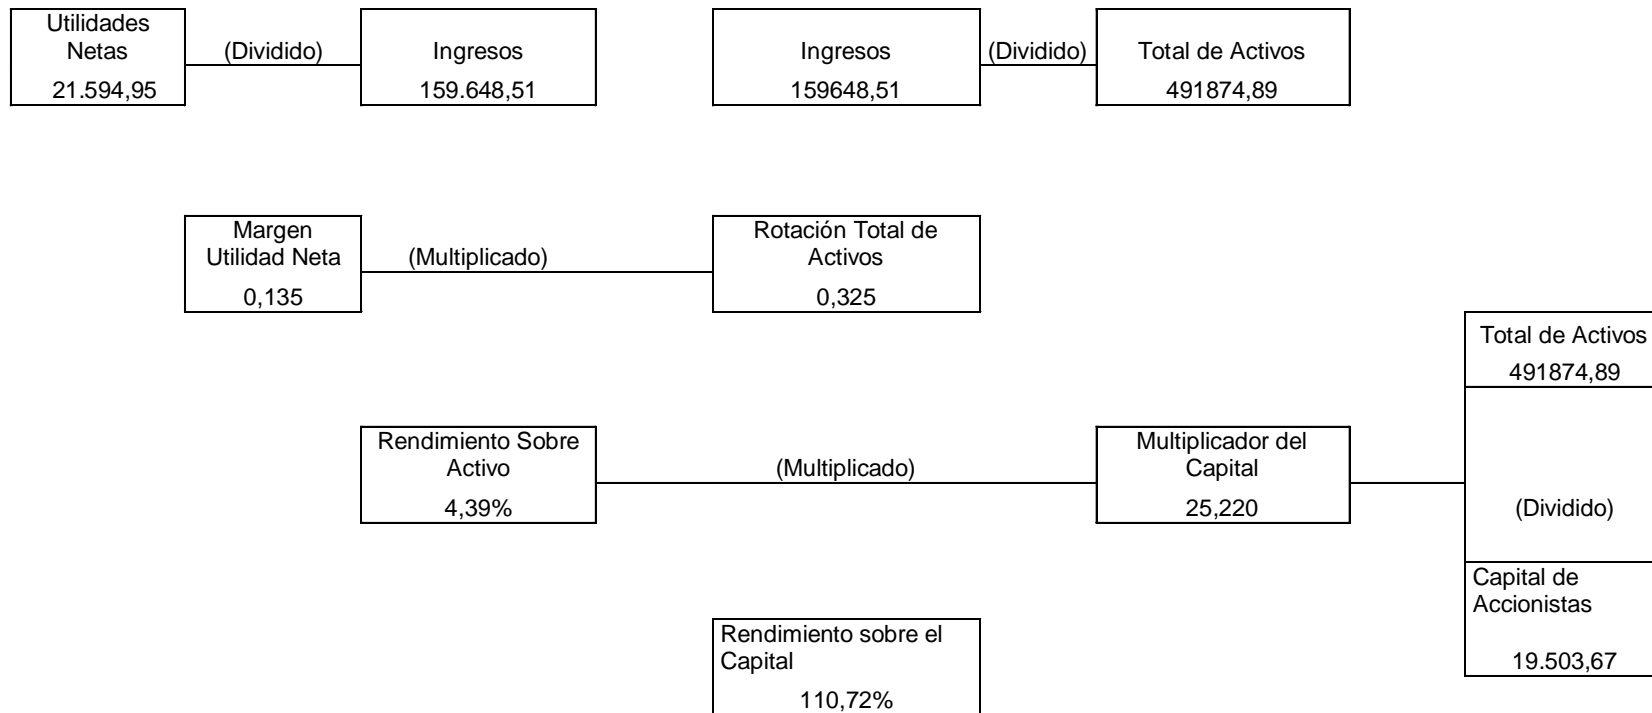 Utilidades
Netas
21.594,95
(Dividido)
Ingresos
159.648,51
Ingresos
159648,51
(Dividido)
Total de Activos
491874,89
Margen
Utilidad Neta
0,135
(Multiplicado)
Rotación Total de
Activos
0,325
Total de Activos
491874,89
Rendimiento Sobre
Activo
4,39%
(Multiplicado)
Multiplicador del
Capital
25,220
(Dividido)
Capital de
Accionistas
19.503,67
Rendimiento sobre el
Capital
110,72%